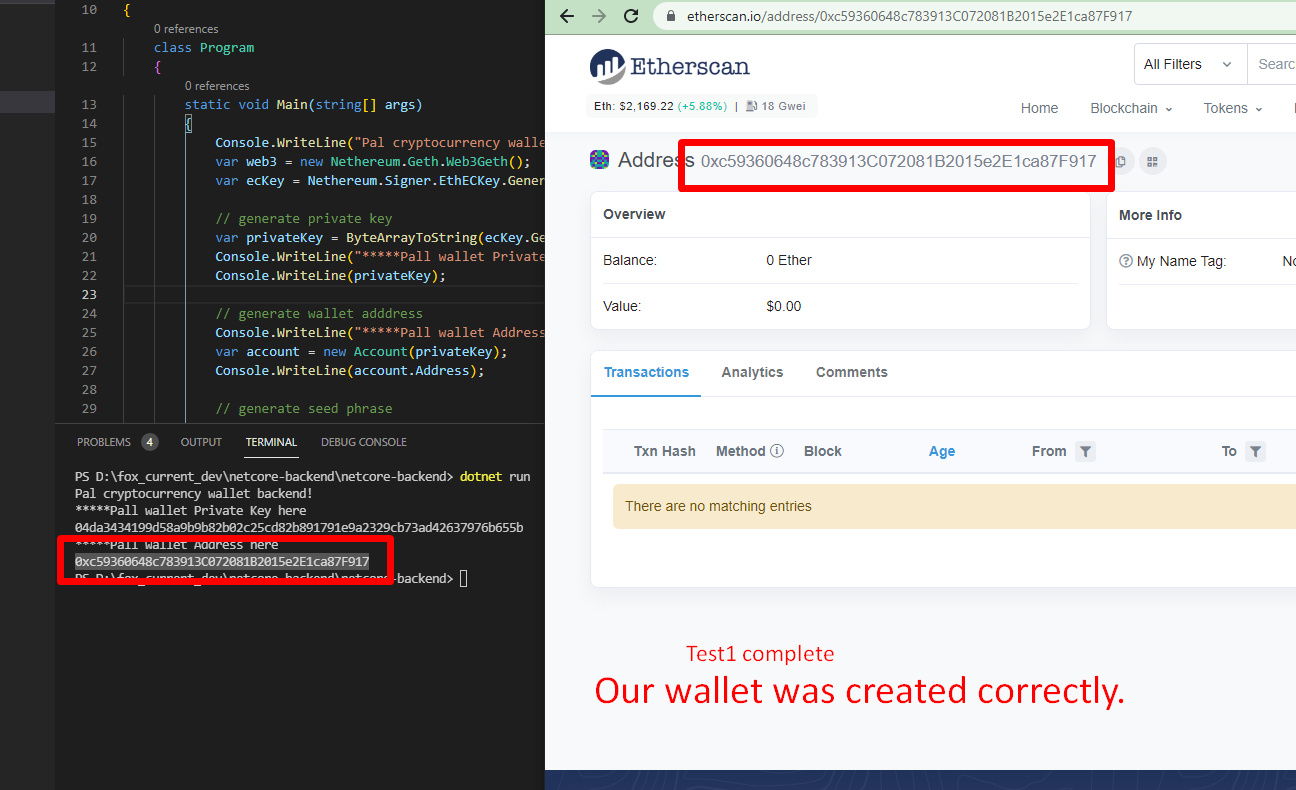 10 {
0 references
11 class Program
12 {
0 references
13 static void Main(string[] args)
14 {
15 Console.WriteLine("Pal cryptocurrency walle
16 var web3 = new Nethereum.Geth.Web3Geth();
17 var ecKey = Nethereum.Signer.EthECKey.Gener
18
19 // generate private key
20 var privateKey = ByteArrayToString(ecKey.Ge
21 Console.WriteLine("*****Pall wallet Private
22 Console.WriteLine(privateKey);
23
24 // generate wallet adddress
25 Console.WriteLine("*****Pall wallet Address
26 var account = new Account(privateKey);
27 Console.WriteLine(account.Address);
28
29 // generate seed phrase
PROBLEMS 4 OUTPUT TERMINAL DEBUG CONSOLE
PS D:\fox_current_dev\netcore-backend\netcore-backend> dotnet run
Pal cryptocurrency wallet backend!
*****Pall wallet Private Key here
04da3434199d58a9b9b82b02c25cd82b891791e9a2329cb73ad42637976b655b
*****Pall wallet Address here
0xc59360648c783913C072081B2015e2E1ca87F917
PS D:\fox_current_dev\netcore-backend\netcore-backend>
etherscan.io/address/0xc59360648c783913C072081B2015e2E1ca87F917
Etherscan
All Filters Searc
Eth: $2,169.22 (+5.88%) | 18 Gwei
Home Blockchain Tokens
Address 0xc59360648c783913C072081B2015e2E1ca87F917
Overview
Balance: 0 Ether
Value: $0.00
More Info
My Name Tag: No
Transactions Analytics Comments
Txn Hash Method Block Age From To
There are no matching entries
Test1 complete
Our wallet was created correctly.